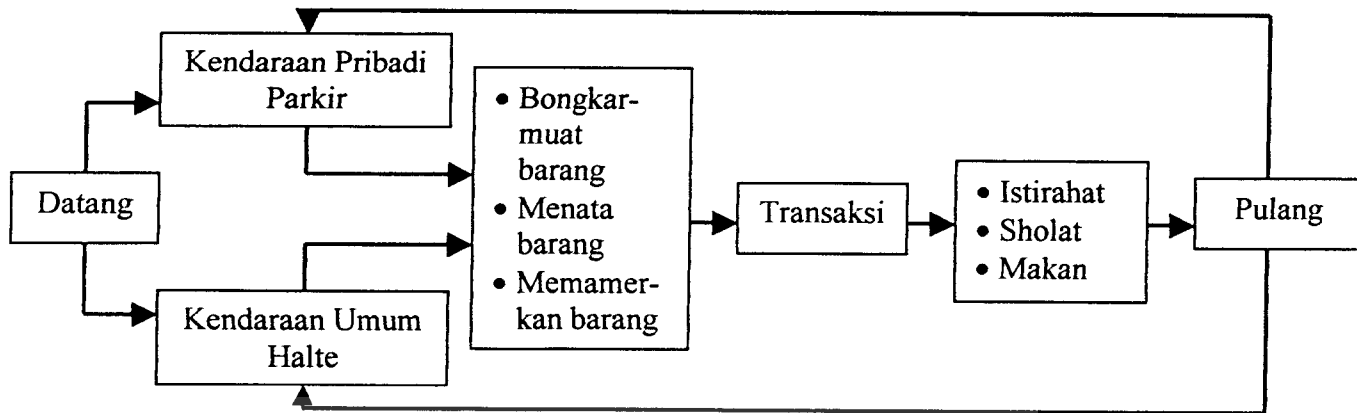 Datang
Kendaraan Pribadi
Parkir
Kendaraan Umum
Halte
• Bongkar-
muat
barang
• Menata
barang
• Memamer-
kan barang
Transaksi
• Istirahat
• Sholat
• Makan
Pulang